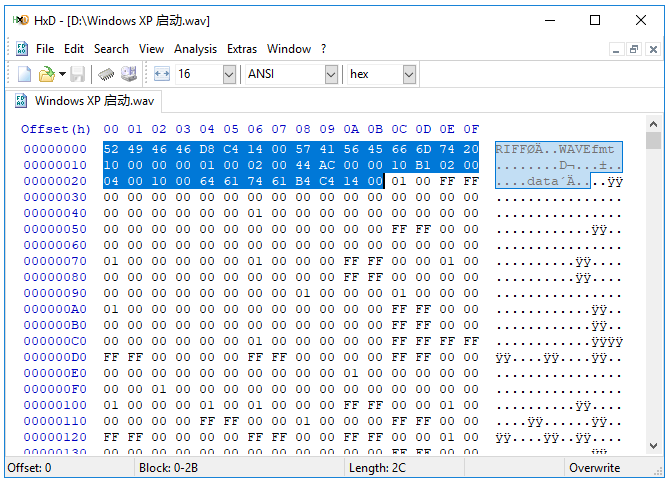 HxD - [D:\Windows XP 启动.wav]
File Edit Search View Analysis Extras Window ?
16 ANSI hex
Windows XP 启动.wav
Offset(h) 00 01 02 03 04 05 06 07 08 09 0A 0B 0C 0D 0E 0F
00000000 52 49 46 46 D8 C4 14 00 57 41 56 45 66 6D 74 20 RIFFØÄ..WAVEfmt
00000010 10 00 00 00 01 00 02 00 44 AC 00 00 10 B1 02 00 ........D¬...±..
00000020 04 00 10 00 64 61 74 61 B4 C4 14 00 01 00 FF FF ....data´Ä....ÿÿ
00000030 00 00 00 00 00 00 00 00 00 00 00 00 00 00 00 00 ................
00000040 00 00 00 00 00 00 01 00 00 00 00 00 00 00 00 00 ................
00000050 00 00 00 00 00 00 00 00 00 00 00 00 FF FF 00 00 ............ÿÿ..
00000060 00 00 00 00 00 00 00 00 00 00 00 00 00 00 00 00 ................
00000070 01 00 00 00 00 00 01 00 00 00 FF FF 00 00 01 00 ..........ÿÿ....
00000080 00 00 00 00 00 00 00 00 00 00 FF FF 00 00 00 00 ..........ÿÿ....
00000090 00 00 00 00 00 00 00 00 01 00 00 00 01 00 00 00 ................
000000A0 01 00 00 00 00 00 00 00 00 00 00 00 FF FF 00 00 ............ÿÿ..
000000B0 00 00 00 00 00 00 00 00 00 00 00 00 FF FF 00 00 ............ÿÿ..
000000C0 00 00 00 00 00 00 01 00 00 00 00 00 FF FF FF FF ............ÿÿÿÿ
000000D0 FF FF 00 00 00 00 FF FF 00 00 00 00 FF FF 00 00 ÿÿ....ÿÿ....ÿÿ..
000000E0 00 00 00 00 00 00 00 00 00 00 01 00 00 00 00 00 ................
000000F0 00 00 01 00 00 00 00 00 00 00 00 00 00 00 00 00 ................
00000100 01 00 00 00 01 00 01 00 00 00 FF FF 00 00 01 00 ..........ÿÿ....
00000110 00 00 00 00 FF FF 00 00 01 00 00 00 FF FF 00 00 ....ÿÿ......ÿÿ..
00000120 FF FF 00 00 00 00 FF FF 00 00 FF FF 00 00 01 00 ÿÿ....ÿÿ..ÿÿ....
00000130 00 00 00 00 00 00 00 00 00 00 00 00 FF FF 00 00 ............ÿÿ..
Offset: 0 Block: 0-2B Length: 2C Overwrite